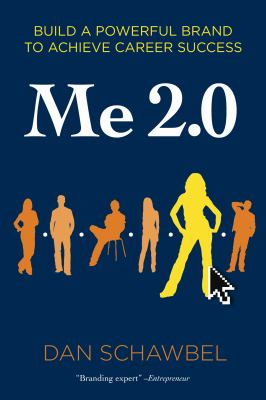 BUILD A POWERFUL BRAND
TO ACHIEVE CAREER SUCCESS
Me 2.0
DAN SCHAWBEL
"Branding expert" –Entrepreneur